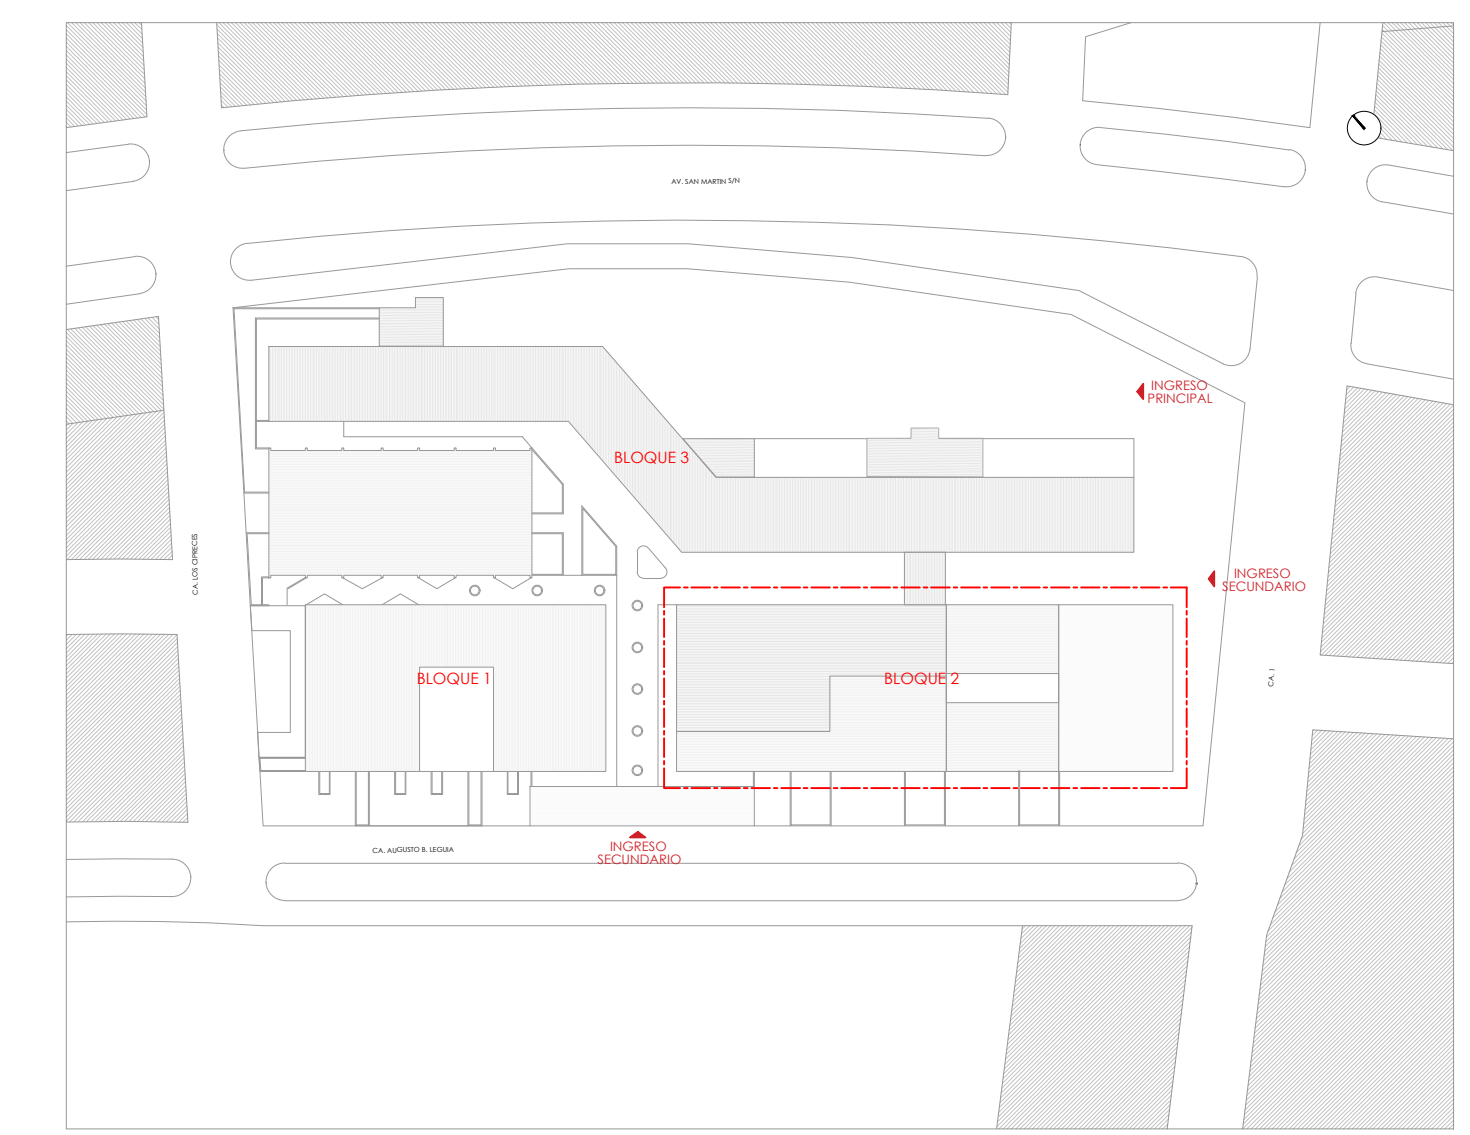 AV. SAN MARTIN S/N
INGRESO
PRINCIPAL
BLOQUE 3
CA. LOS CIPRECES
INGRESO
SECUNDARIO
BLOQUE 1
BLOQUE 2
CA. 1
INGRESO
SECUNDARIO
CA. AUGUSTO B. LEGUIA